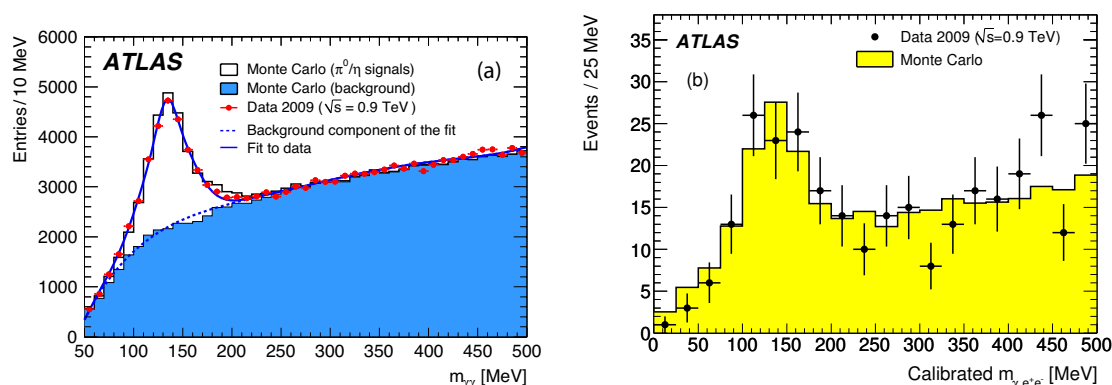 ATLAS
(a)
Monte Carlo (π⁰/η signals)
Monte Carlo (background)
Data 2009 (√s = 0.9 TeV)
Background component of the fit
Fit to data
Entries / 10 MeV
6000
5000
4000
3000
2000
1000
0
50 100 150 200 250 300 350 400 450 500
m_γγ [MeV]
ATLAS
(b)
Data 2009 (√s=0.9 TeV)
Monte Carlo
Events / 25 MeV
40
35
30
25
20
15
10
5
0
0 50 100 150 200 250 300 350 400 450 500
Calibrated m_γ e⁺e⁻ [MeV]